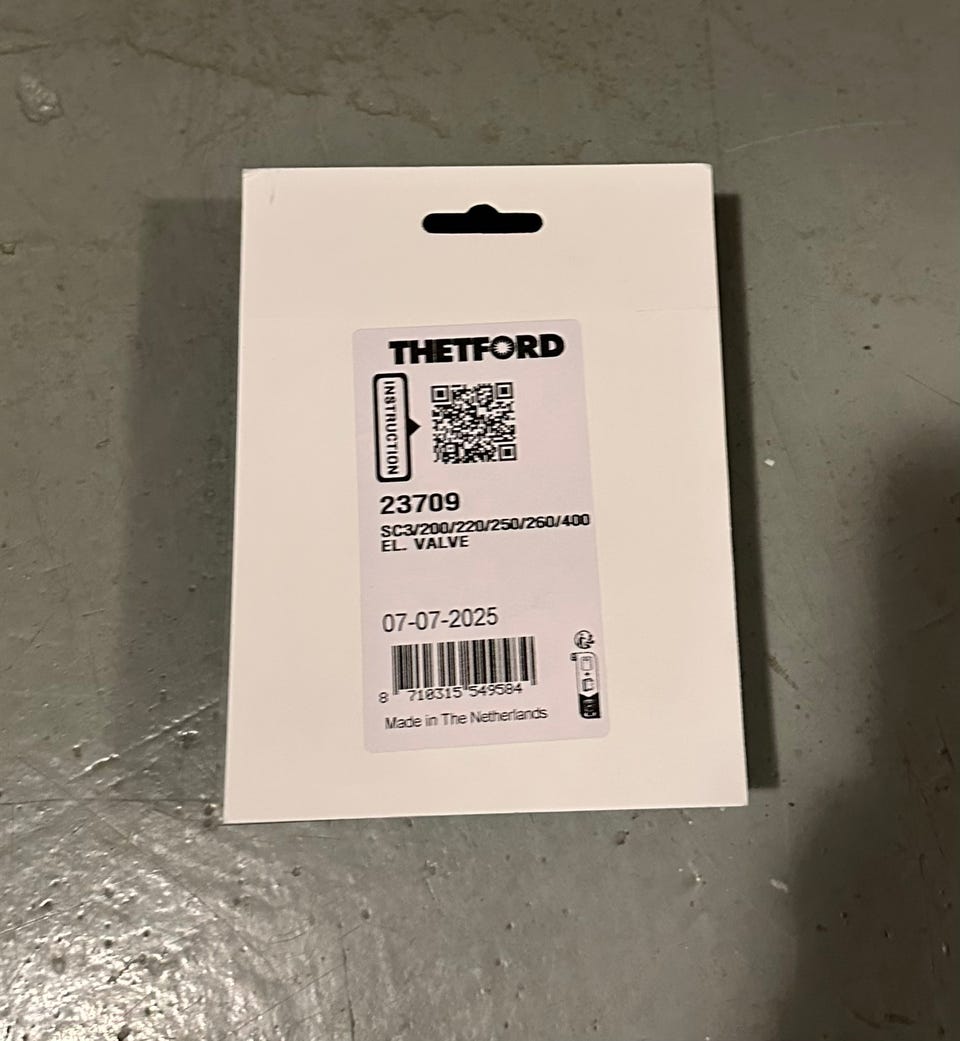 THETFORD
INSTRUCTION
23709
SC3/200/220/250/260/400
EL. VALVE
07-07-2025
8 710315 549584
Made in The Netherlands